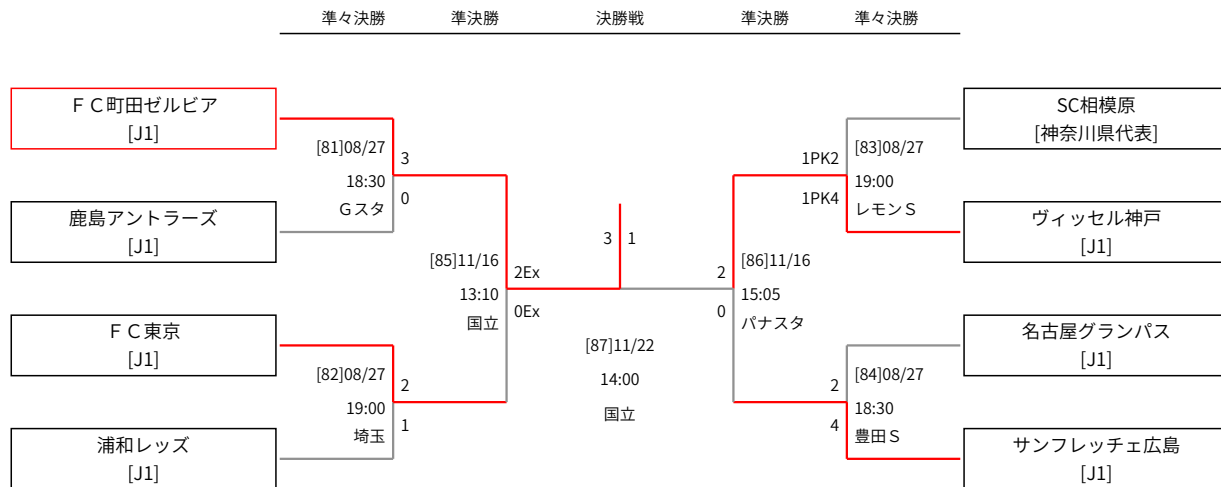 準々決勝 準決勝 決勝戦 準決勝 準々決勝
ＦＣ町田ゼルビア
[J1]
[81]08/27
18:30
Ｇスタ
3
0
鹿島アントラーズ
[J1]
[85]11/16
13:10
国立
2Ex
0Ex
ＦＣ東京
[J1]
[82]08/27
19:00
埼玉
2
1
浦和レッズ
[J1]
3 1
[87]11/22
14:00
国立
SC相模原
[神奈川県代表]
1PK2
1PK4
[83]08/27
19:00
レモンＳ
ヴィッセル神戸
[J1]
2
0
[86]11/16
15:05
パナスタ
名古屋グランパス
[J1]
2
4
[84]08/27
18:30
豊田Ｓ
サンフレッチェ広島
[J1]